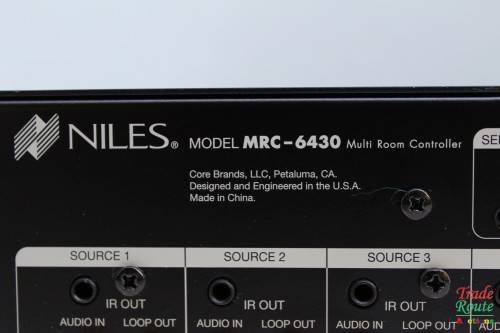 NILES® MODEL MRC-6430 Multi Room Controller
Core Brands, LLC, Petaluma, CA.
Designed and Engineered in the U.S.A.
Made in China.
SOURCE 1 SOURCE 2 SOURCE 3
IR OUT IR OUT IR OUT
AUDIO IN LOOP OUT AUDIO IN LOOP OUT AUDIO IN LOOP OUT
Trade
Route